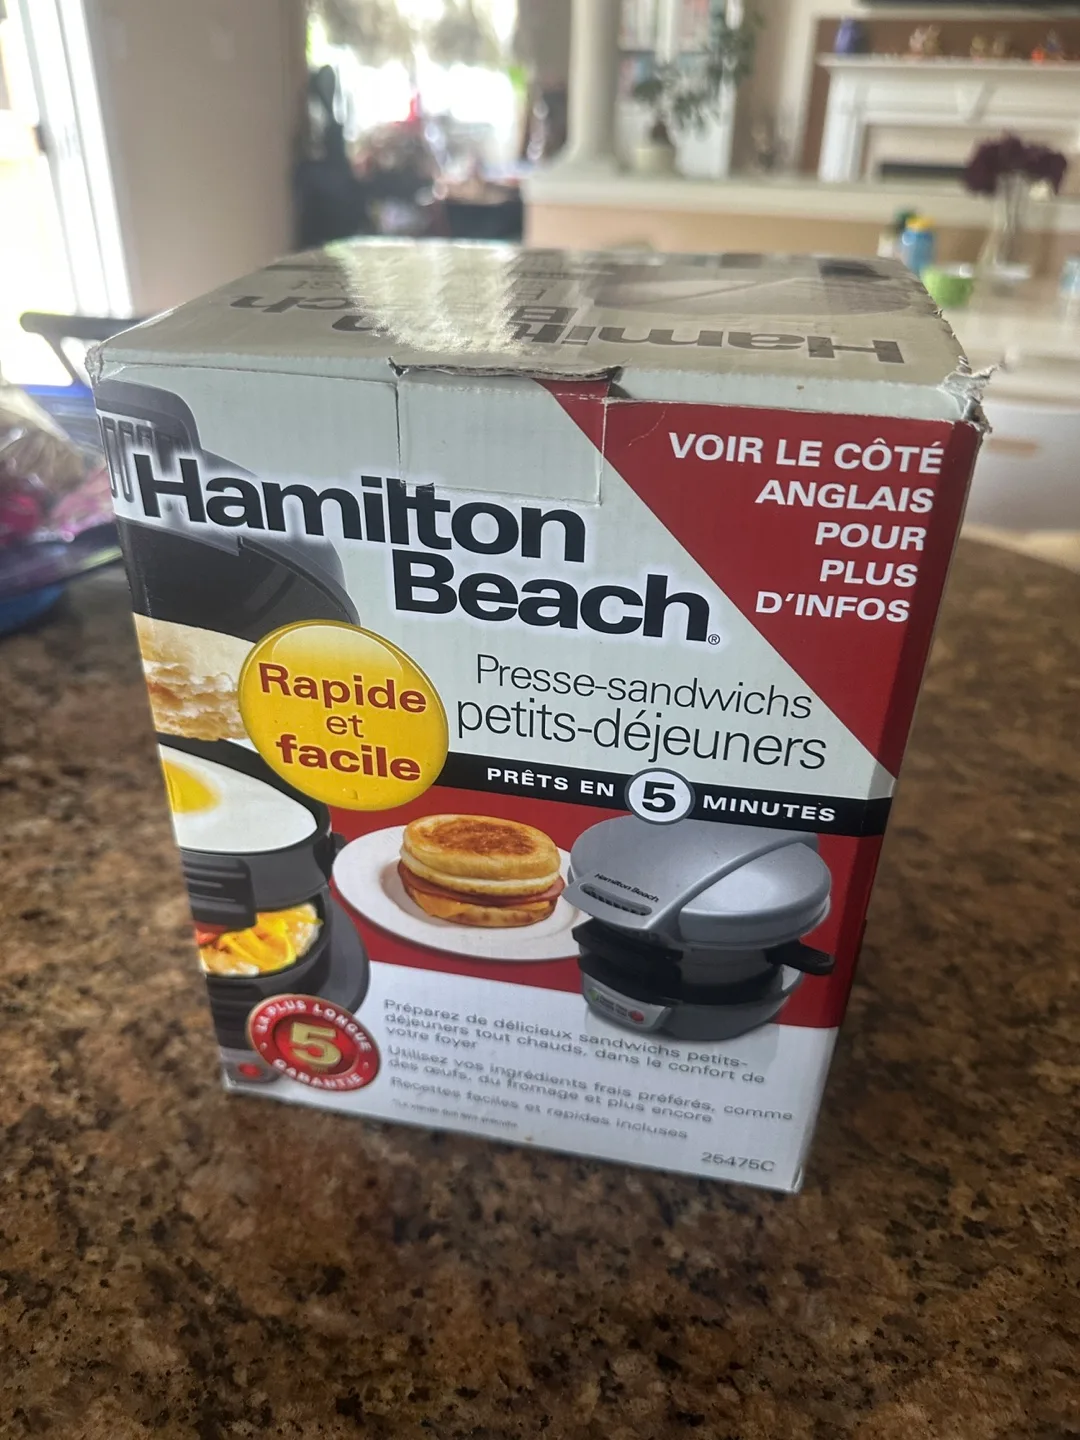 Hamilton
Beach
VOIR LE CÔTÉ
ANGLAIS
POUR
PLUS
D'INFOS
Hamilton
Beach®
Presse-sandwichs
petits-déjeuners
Rapide
et
facile
PRÊTS EN 5 MINUTES
Hamilton Beach
LA PLUS LONGUE
5
GARANTIE
Préparez de délicieux sandwichs petits-
déjeuners tout chauds, dans le confort de
votre foyer
Utilisez vos ingrédients frais préférés, comme
des œufs, du fromage et plus encore
Recettes faciles et rapides incluses
25475C